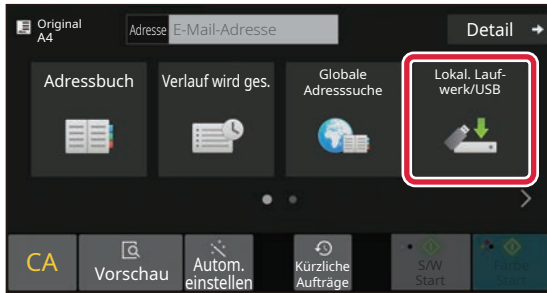 Original
A4
Adresse
E-Mail-Adresse
Detail
Adressbuch
Verlauf wird ges.
Globale
Adresssuche
Lokal. Lauf-
werk/USB
CA
Vorschau
Autom.
einstellen
Kürzliche
Aufträge
S/W
Start
Farbe
Start